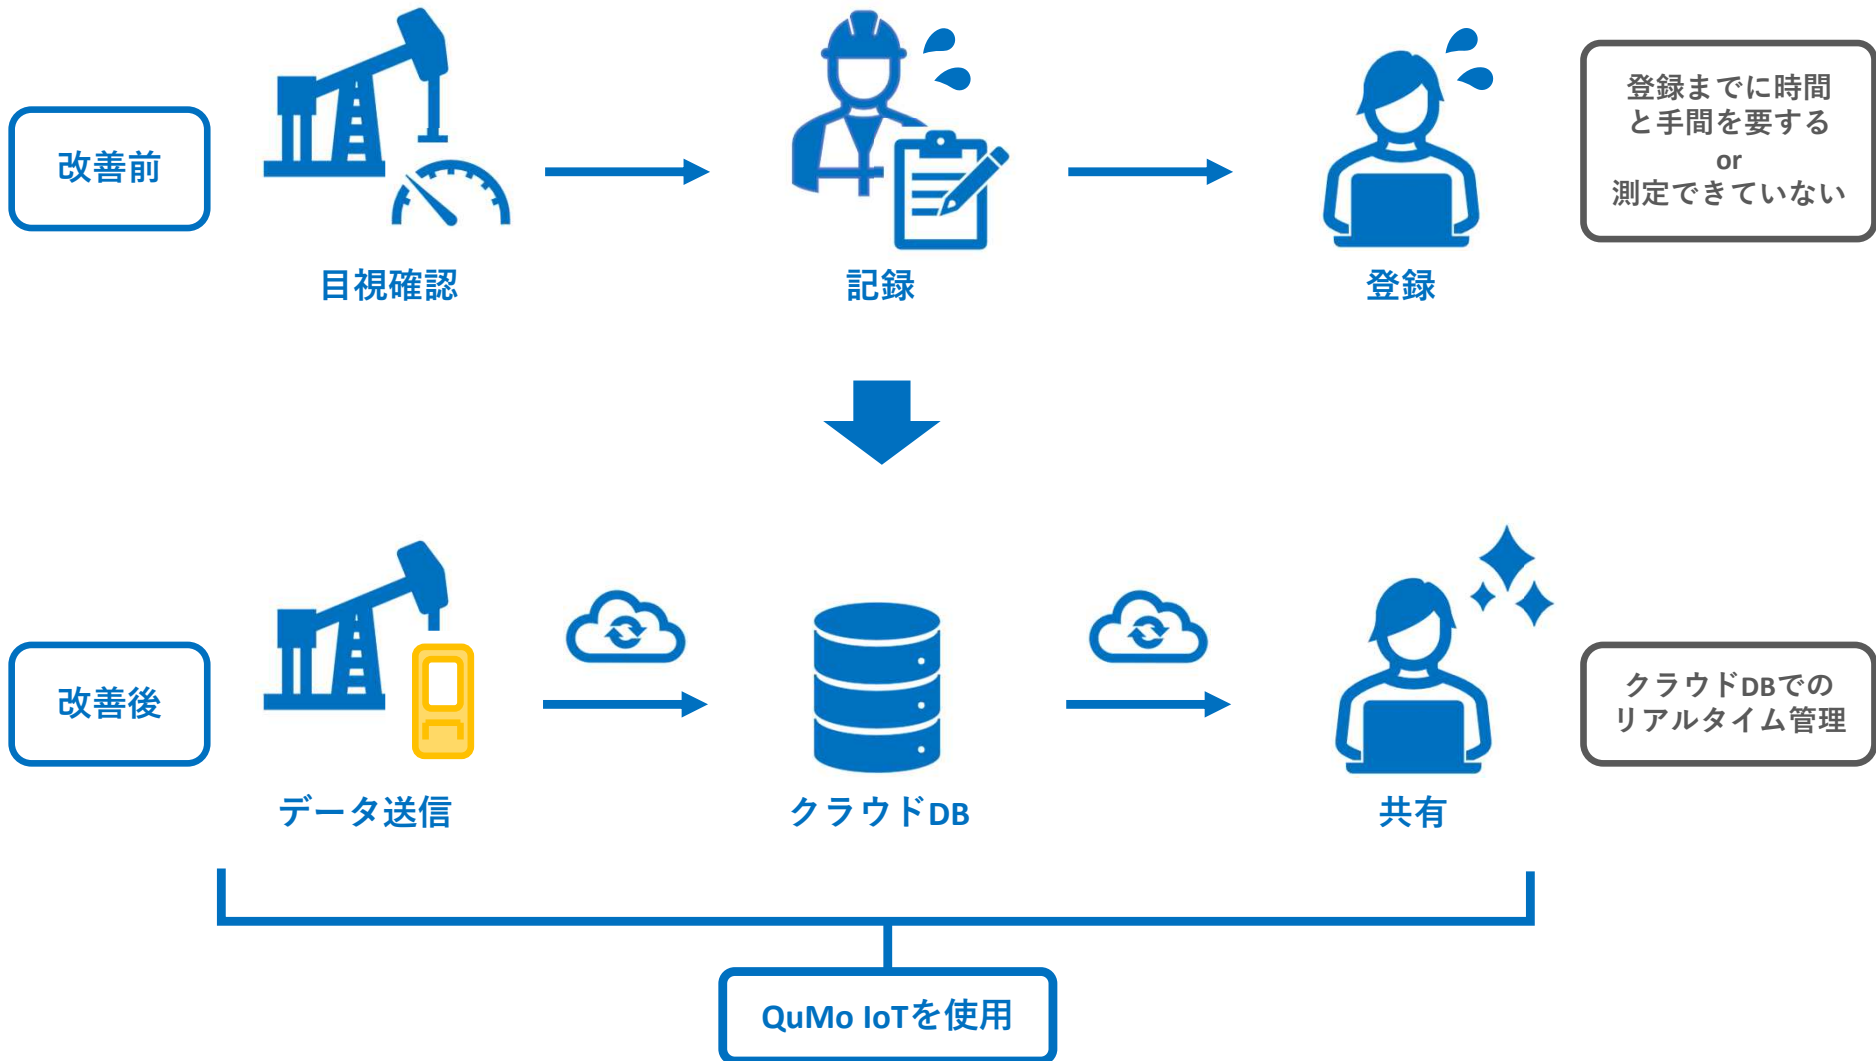 改善前
目視確認
記録
登録
登録までに時間
と手間を要する
or
測定できていない
改善後
データ送信
クラウドDB
共有
クラウドDBでの
リアルタイム管理
QuMo IoTを使用